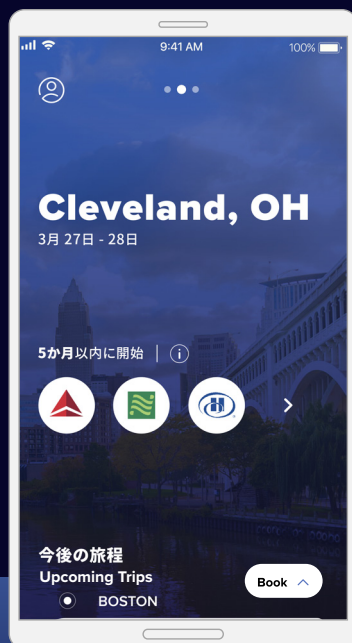 9:41 AM
100%
Cleveland, OH
3月 27日 - 28日
5か月以内に開始
今後の旅程
Upcoming Trips
Book
BOSTON